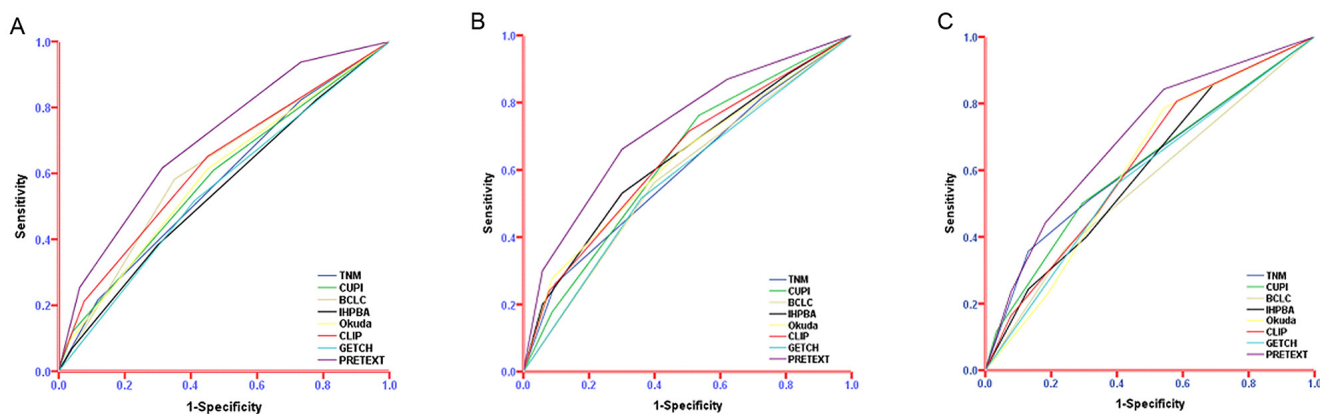 A
1.0
0.8
0.6
0.4
0.2
0.0
Sensitivity
TNM
CUPI
BCLC
IHPBA
Okuda
CLIP
GETCH
PRETEXT
0.0 0.2 0.4 0.6 0.8 1.0
1-Specificity
B
1.0
0.8
0.6
0.4
0.2
0.0
Sensitivity
TNM
CUPI
BCLC
IHPBA
Okuda
CLIP
GETCH
PRETEXT
0.0 0.2 0.4 0.6 0.8 1.0
1-Specificity
C
1.0
0.8
0.6
0.4
0.2
0.0
Sensitivity
TNM
CUPI
BCLC
IHPBA
Okuda
CLIP
GETCH
PRETEXT
0.0 0.2 0.4 0.6 0.8 1.0
1-Specificity